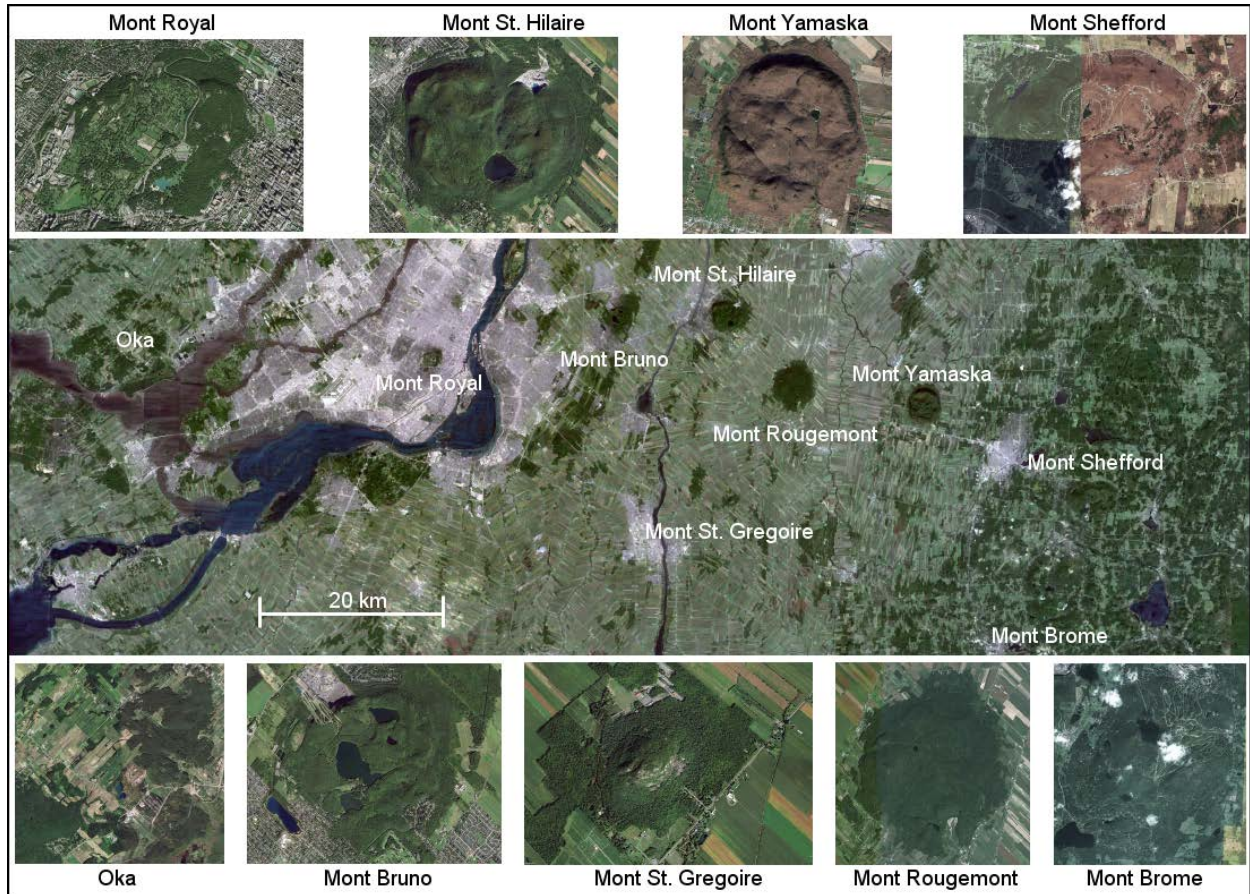 Mont Royal
Mont St. Hilaire
Mont Yamaska
Mont Shefford
Mont St. Hilaire
Oka
Mont Bruno
Mont Royal
Mont Yamaska
Mont Rougemont
Mont Shefford
Mont St. Gregoire
20 km
Mont Brome
Oka
Mont Bruno
Mont St. Gregoire
Mont Rougemont
Mont Brome